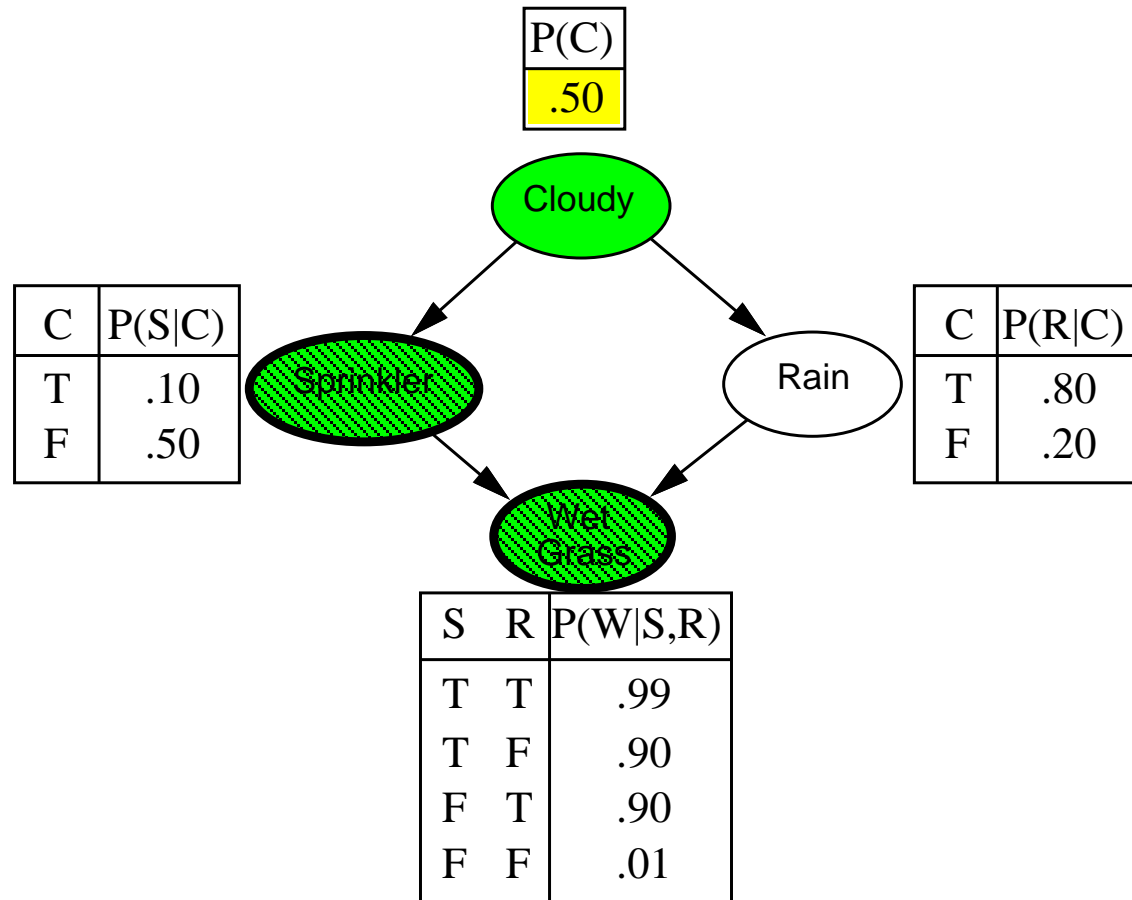 P(C)
.50
Cloudy
C P(S|C)
T .10
F .50
Sprinkler
Rain
C P(R|C)
T .80
F .20
Wet
Grass
S R P(W|S,R)
T T .99
T F .90
F T .90
F F .01